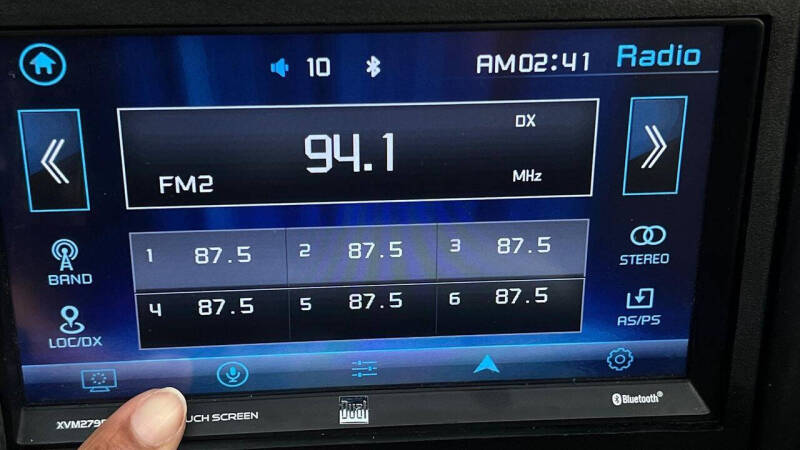 10 AM02:41 Radio
DX
94.1
FM2 MHz
1 87.5 2 87.5 3 87.5
BAND STEREO
4 87.5 5 87.5 6 87.5
LOC/DX AS/PS
Dual Bluetooth®
SCREEN